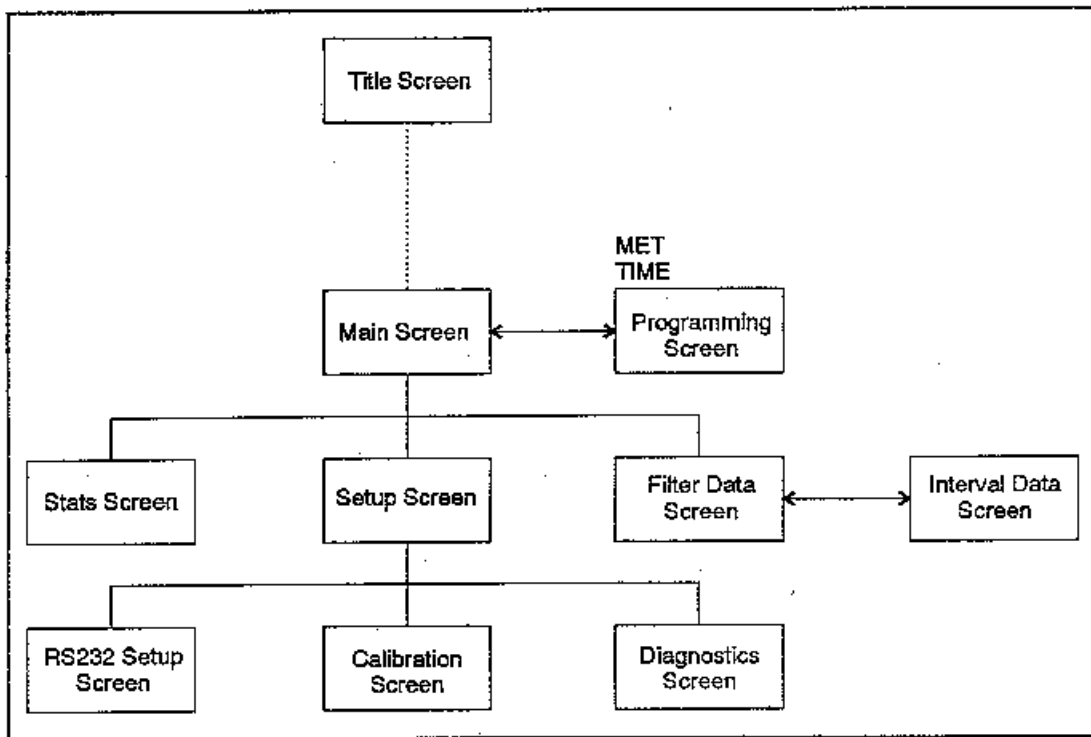 Title Screen
MET
TIME
Main Screen
Programming
Screen
Stats Screen
Setup Screen
Filter Data
Screen
Interval Data
Screen
RS232 Setup
Screen
Calibration
Screen
Diagnostics
Screen